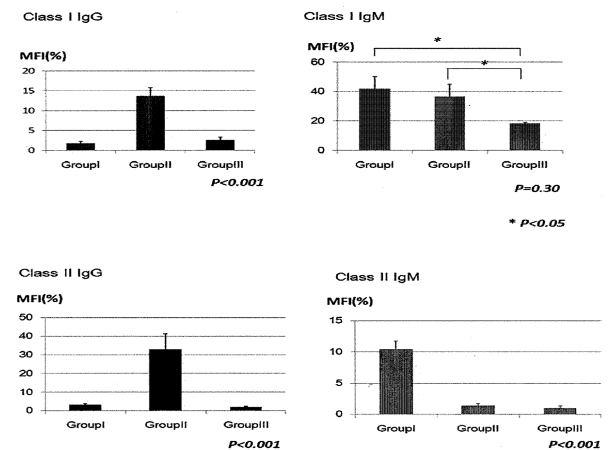 Class I IgG
MFI(%)
20
15
10
5
0
GroupI GroupII GroupIII
P<0.001
Class I IgM
MFI(%)
60
40
20
0
*
*
GroupI GroupII GroupIII
P=0.30
* P<0.05
Class II IgG
MFI(%)
50
40
30
20
10
0
GroupI GroupII GroupIII
P<0.001
Class II IgM
MFI(%)
15
10
5
0
GroupI GroupII GroupIII
P<0.001